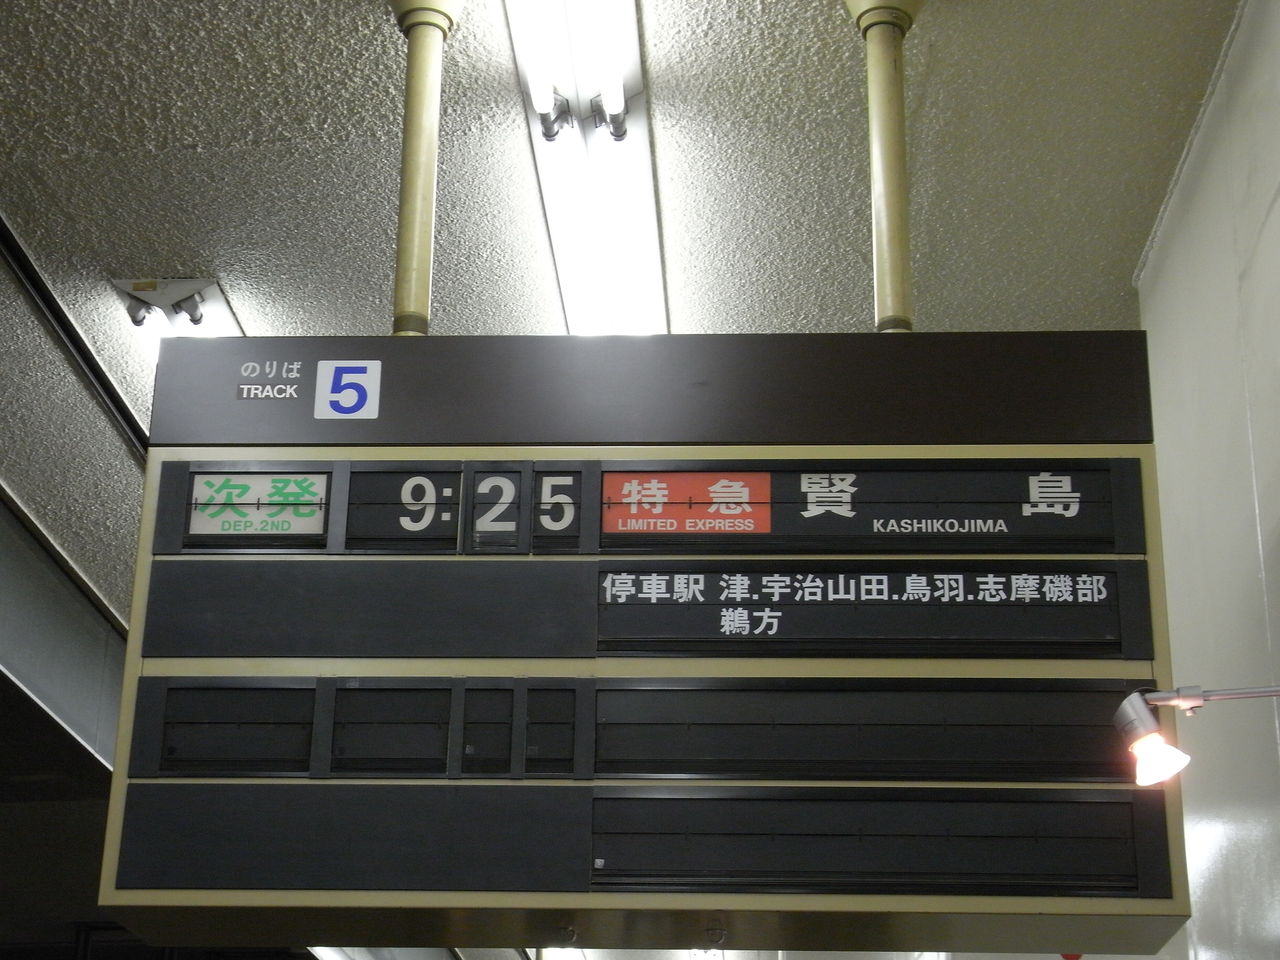 のりば
TRACK 5
次発 9:25 特急 賢島
DEP.2ND LIMITED EXPRESS KASHIKOJIMA
停車駅 津.宇治山田.鳥羽.志摩磯部
鵜方